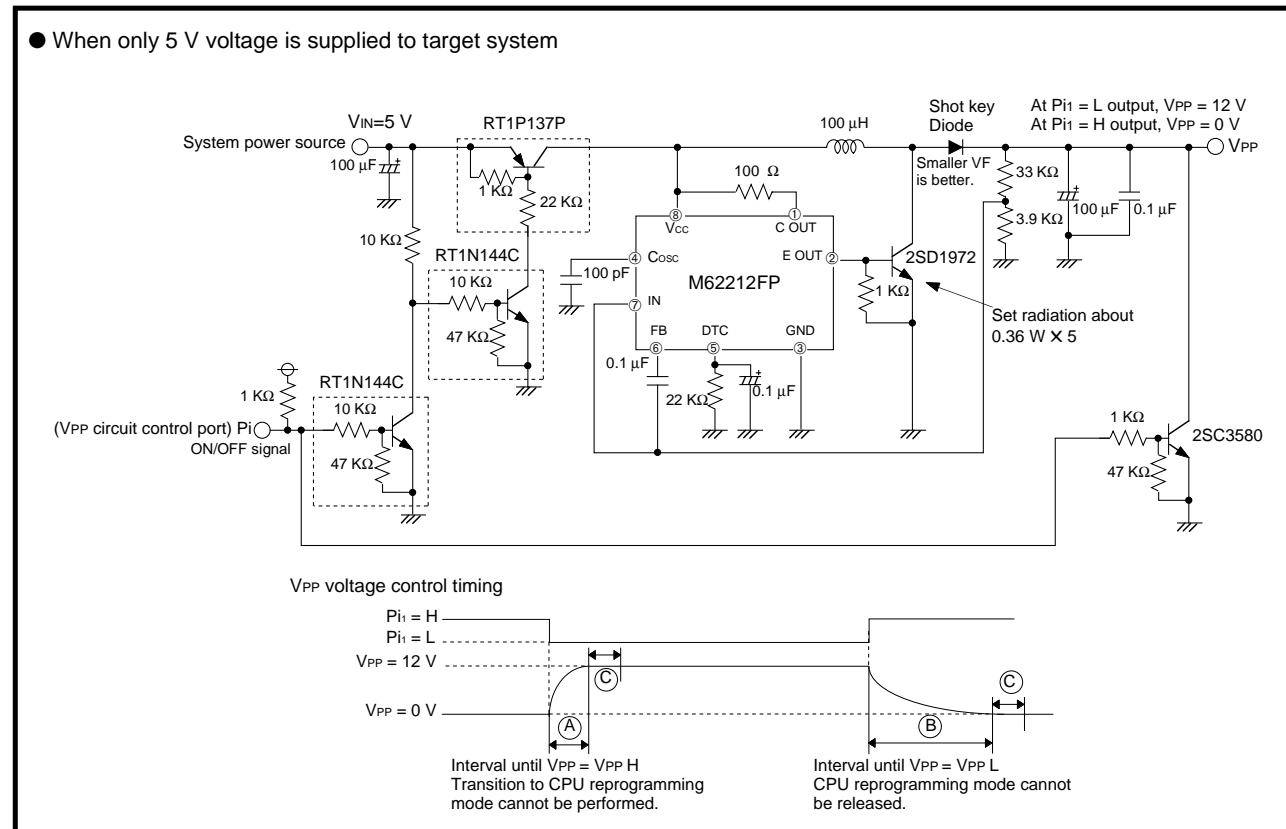 ● When only 5 V voltage is supplied to target system
VIN=5 V
System power source
100 µF
RT1P137P
1 KΩ
22 KΩ
10 KΩ
RT1N144C
10 KΩ
47 KΩ
RT1N144C
1 KΩ
10 KΩ
(VPP circuit control port) Pi
ON/OFF signal
47 KΩ
100 µH
Shot key
Diode
Smaller VF
is better.
At Pi1 = L output, VPP = 12 V
At Pi1 = H output, VPP = 0 V
VPP
100 Ω
⑧
VCC
①
C OUT
④
COSC
100 pF
⑦
IN
M62212FP
E OUT
②
FB
⑥
DTC
⑤
GND
③
0.1 µF
22 KΩ
0.1 µF
1 KΩ
2SD1972
Set radiation about
0.36 W X 5
33 KΩ
3.9 KΩ
100 µF
0.1 µF
1 KΩ
47 KΩ
2SC3580
VPP voltage control timing
Pi1 = H
Pi1 = L
VPP = 12 V
VPP = 0 V
Ⓒ
Ⓐ
Ⓒ
Ⓑ
Interval until VPP = VPP H
Transition to CPU reprogramming
mode cannot be performed.
Interval until VPP = VPP L
CPU reprogramming mode cannot
be released.